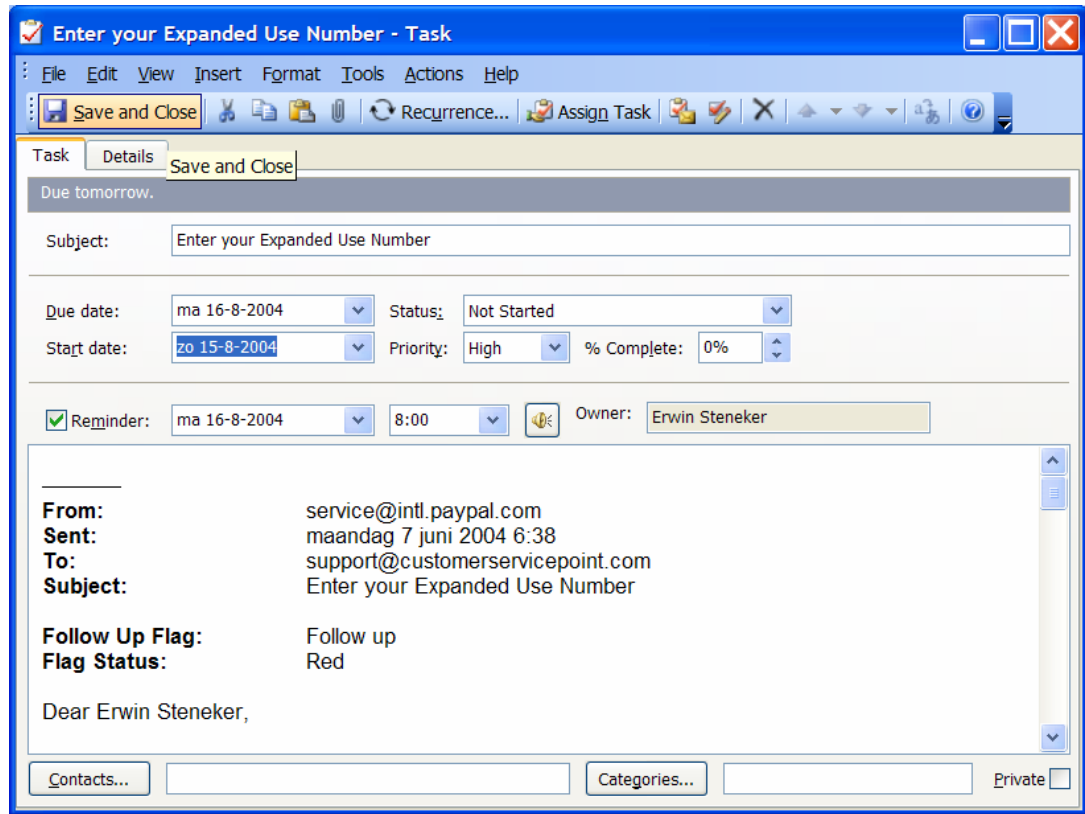 Enter your Expanded Use Number - Task
File Edit View Insert Format Tools Actions Help
Save and Close Recurrence... Assign Task
Task Details
Save and Close
Due tomorrow.
Subject: Enter your Expanded Use Number
Due date: ma 16-8-2004 Status: Not Started
Start date: zo 15-8-2004 Priority: High % Complete: 0%
Reminder: ma 16-8-2004 8:00 Owner: Erwin Steneker
From: service@intl.paypal.com
Sent: maandag 7 juni 2004 6:38
To: support@customerservicepoint.com
Subject: Enter your Expanded Use Number
Follow Up Flag: Follow up
Flag Status: Red
Dear Erwin Steneker,
Contacts... Categories... Private